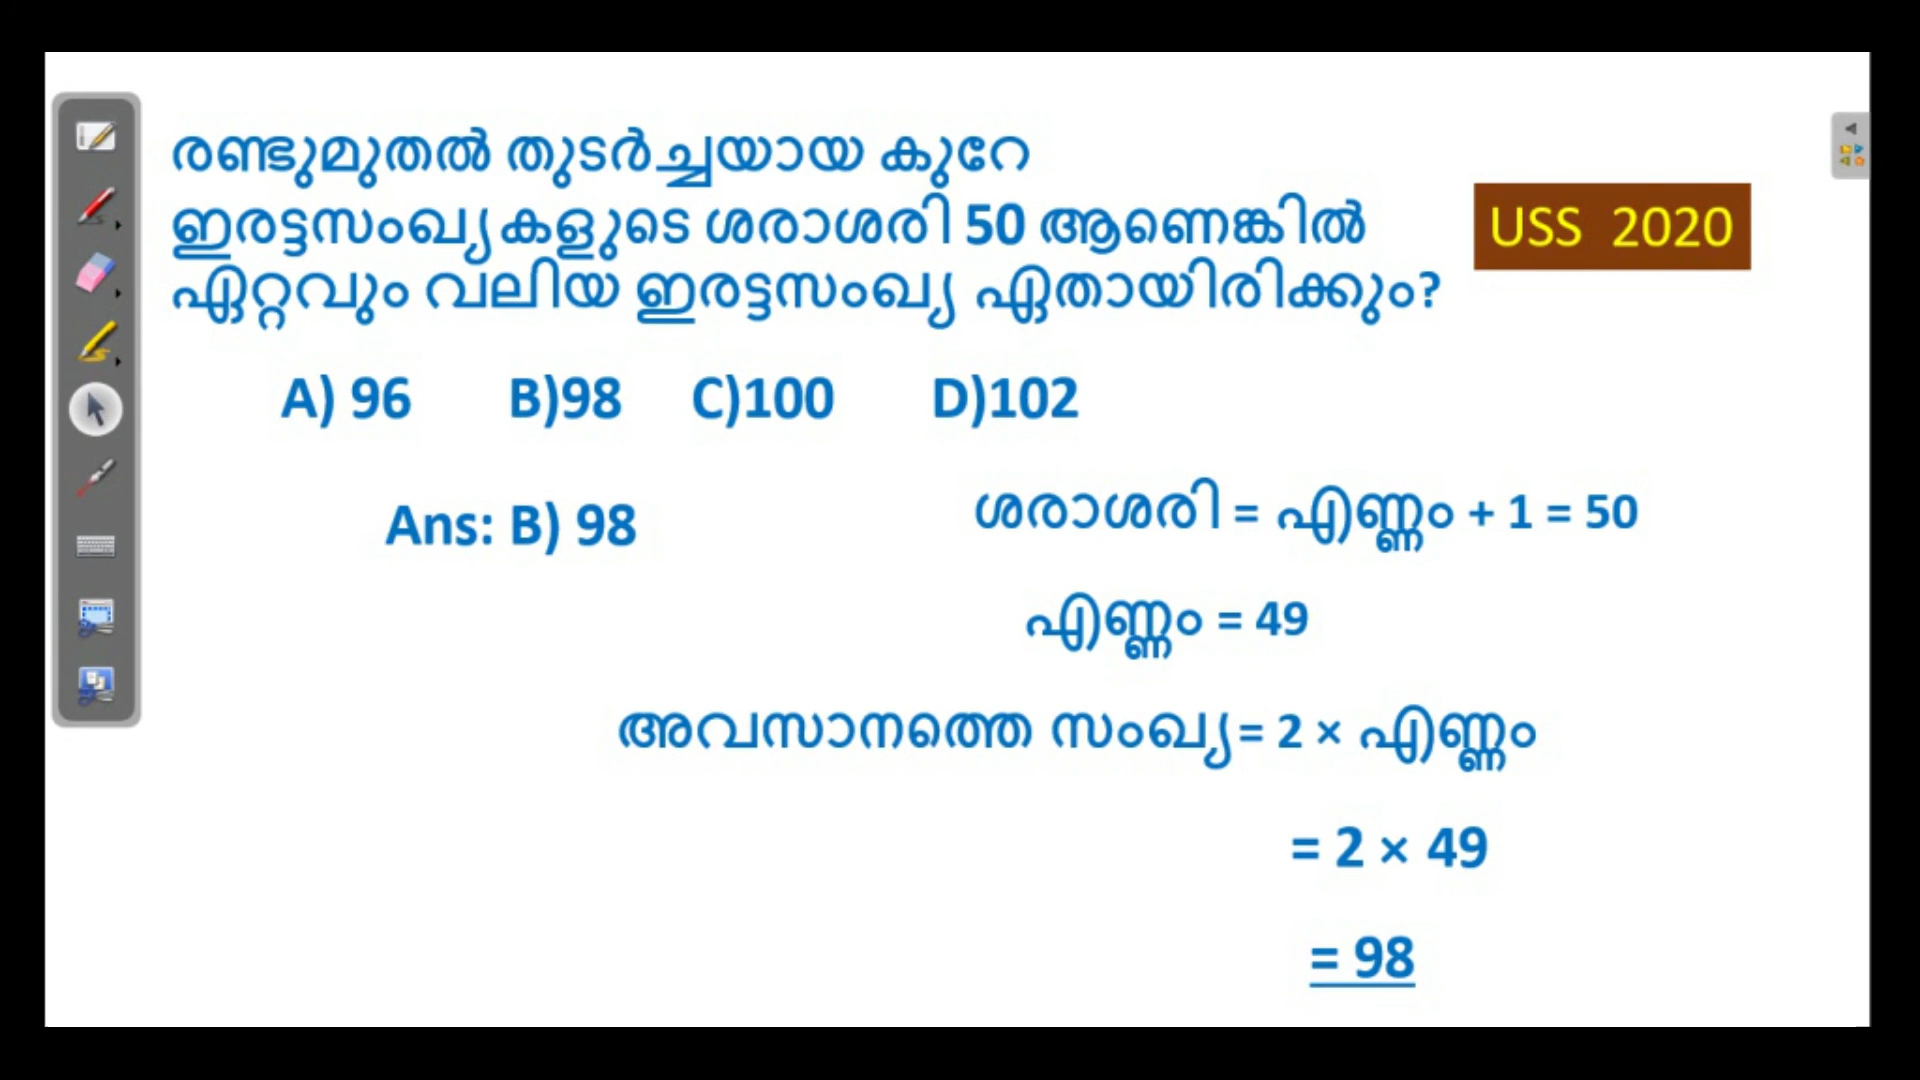 രണ്ടുമുതൽ തുടർച്ചയായ കുറേ
ഇരട്ടസംഖ്യകളുടെ ശരാശരി 50 ആണെങ്കിൽ
ഏറ്റവും വലിയ ഇരട്ടസംഖ്യ ഏതായിരിക്കും?
USS 2020
A) 96 B)98 C)100 D)102
Ans: B) 98
ശരാശരി = എണ്ണം + 1 = 50
എണ്ണം = 49
അവസാനത്തെ സംഖ്യ= 2 × എണ്ണം
= 2 × 49
= 98